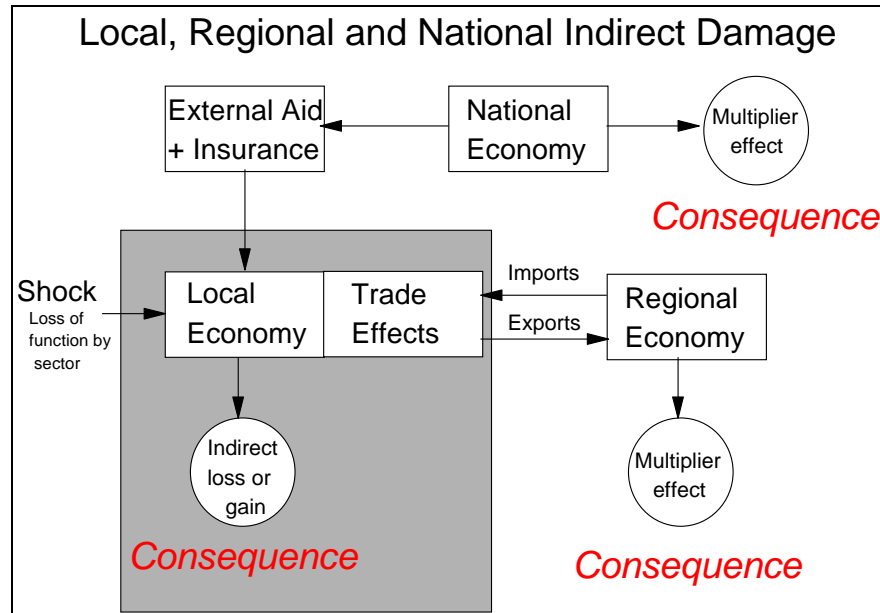 Local, Regional and National Indirect Damage
External Aid
+ Insurance
National
Economy
Multiplier
effect
Consequence
Shock
Loss of
function by
sector
Local
Economy
Trade
Effects
Imports
Exports
Regional
Economy
Indirect
loss or
gain
Consequence
Multiplier
effect
Consequence